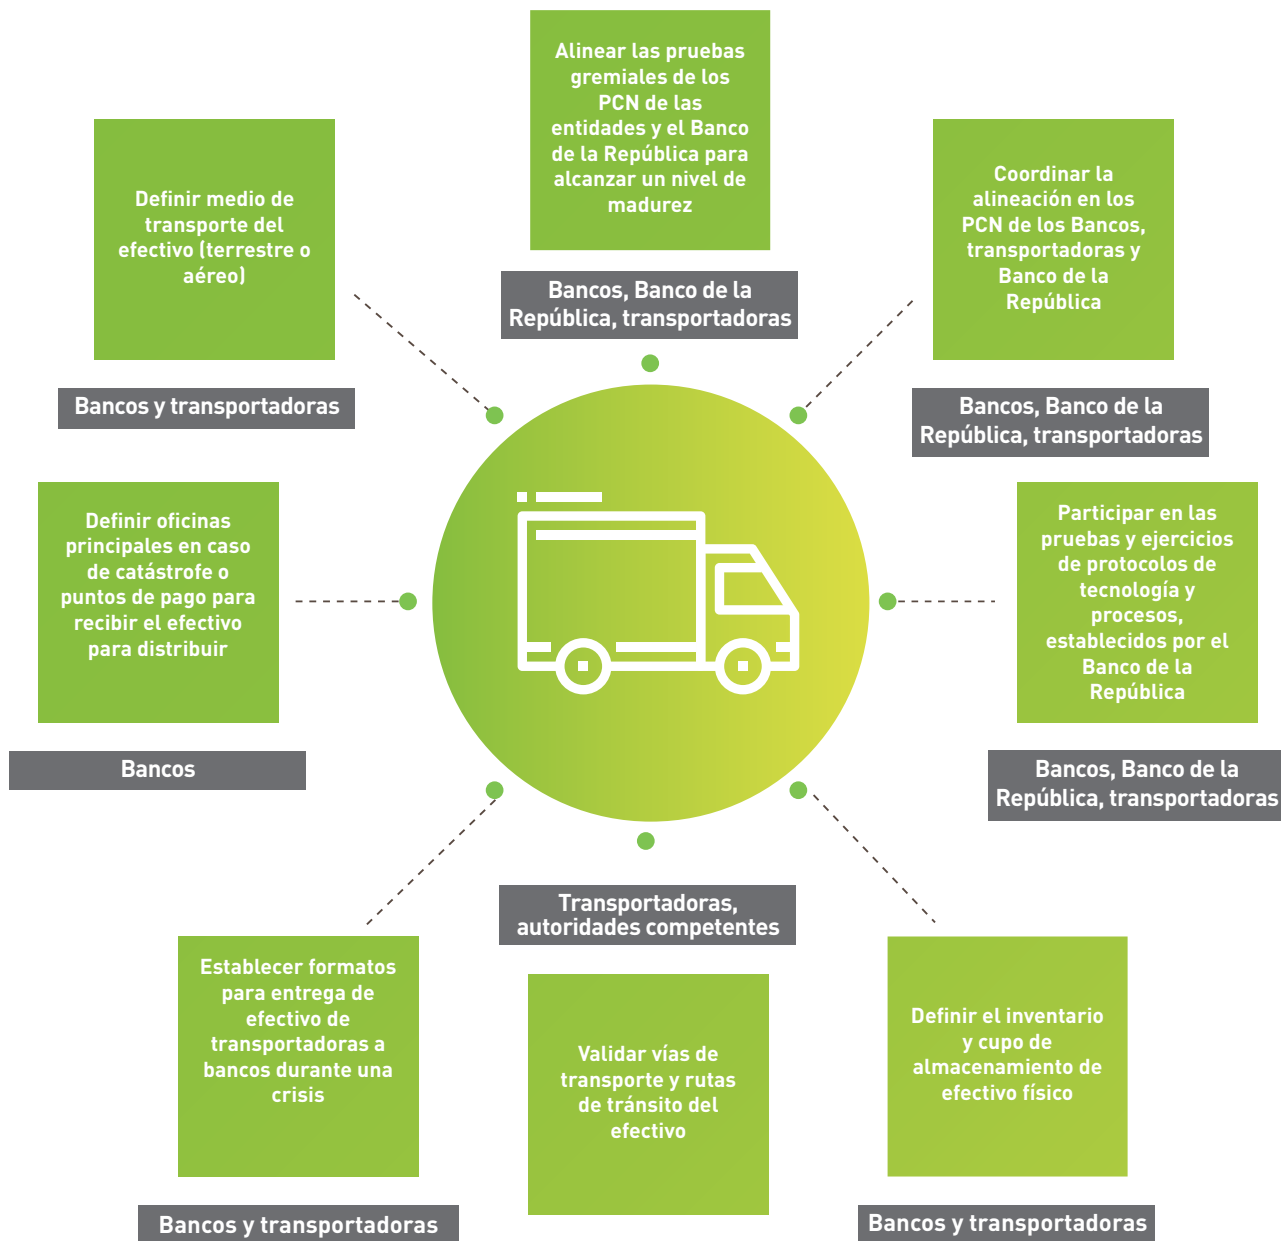 Alinear las pruebas
gremiales de los
PCN de las
entidades y el Banco
de la República para
alcanzar un nivel de
madurez
Bancos, Banco de la
República, transportadoras
Definir medio de
transporte del
efectivo (terrestre o
aéreo)
Bancos y transportadoras
Coordinar la
alineación en los
PCN de los Bancos,
transportadoras y
Banco de la
República
Bancos, Banco de la
República, transportadoras
Definir oficinas
principales en caso
de catástrofe o
puntos de pago para
recibir el efectivo
para distribuir
Bancos
Participar en las
pruebas y ejercicios
de protocolos de
tecnología y
procesos,
establecidos por el
Banco de la
República
Bancos, Banco de la
República, transportadoras
Establecer formatos
para entrega de
efectivo de
transportadoras a
bancos durante una
crisis
Bancos y transportadoras
Transportadoras,
autoridades competentes
Validar vías de
transporte y rutas
de tránsito del
efectivo
Definir el inventario
y cupo de
almacenamiento de
efectivo físico
Bancos y transportadoras